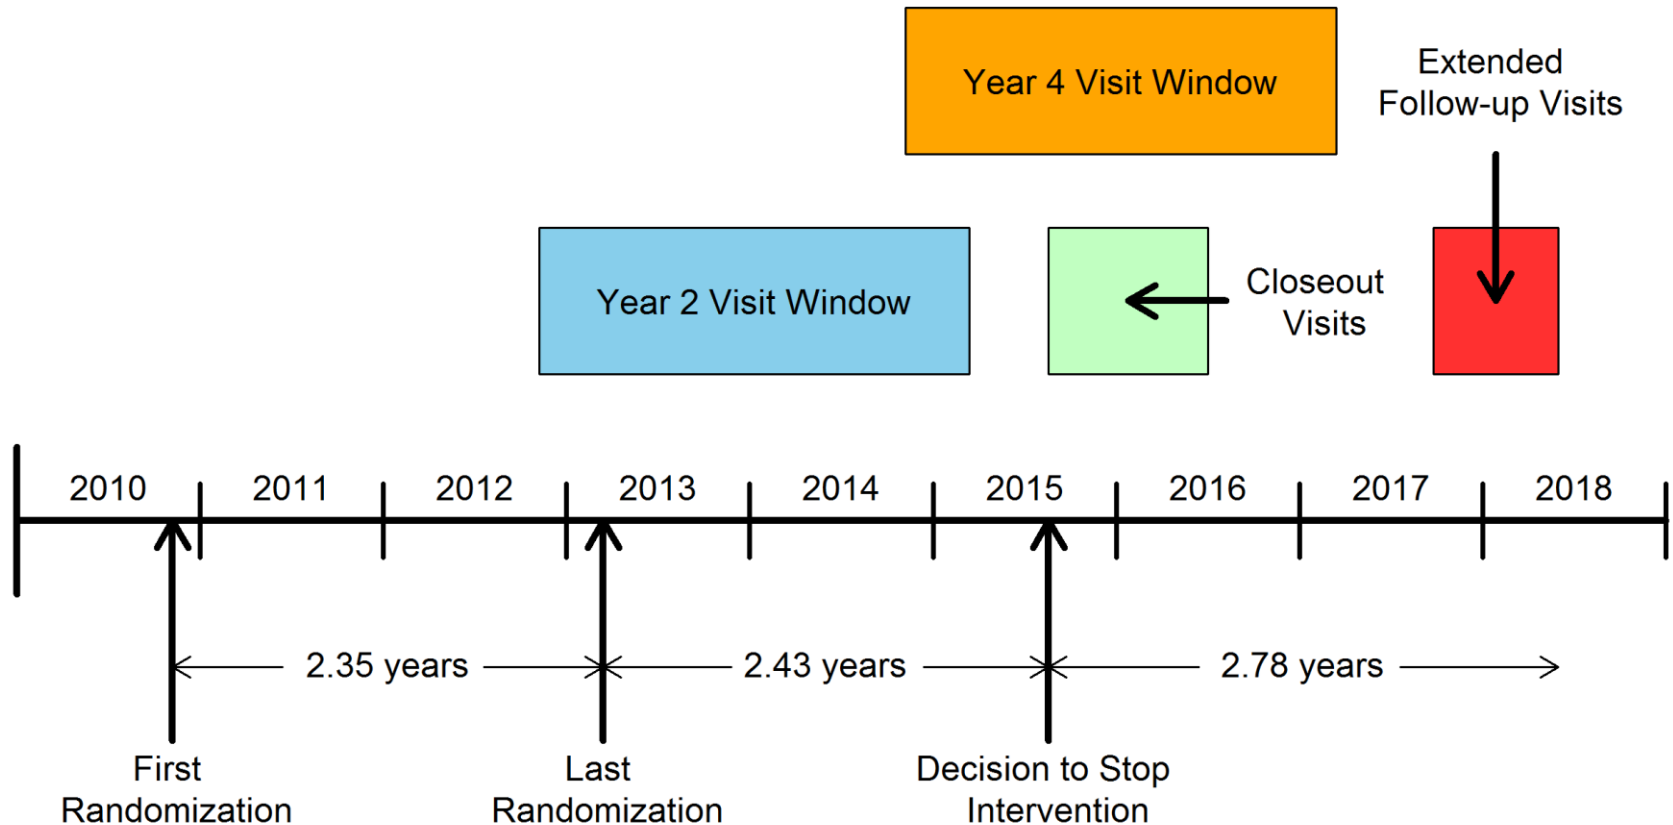 Year 4 Visit Window
Extended
Follow-up Visits
Year 2 Visit Window
Closeout
Visits
2010 2011 2012 2013 2014 2015 2016 2017 2018
2.35 years 2.43 years 2.78 years
First
Randomization
Last
Randomization
Decision to Stop
Intervention